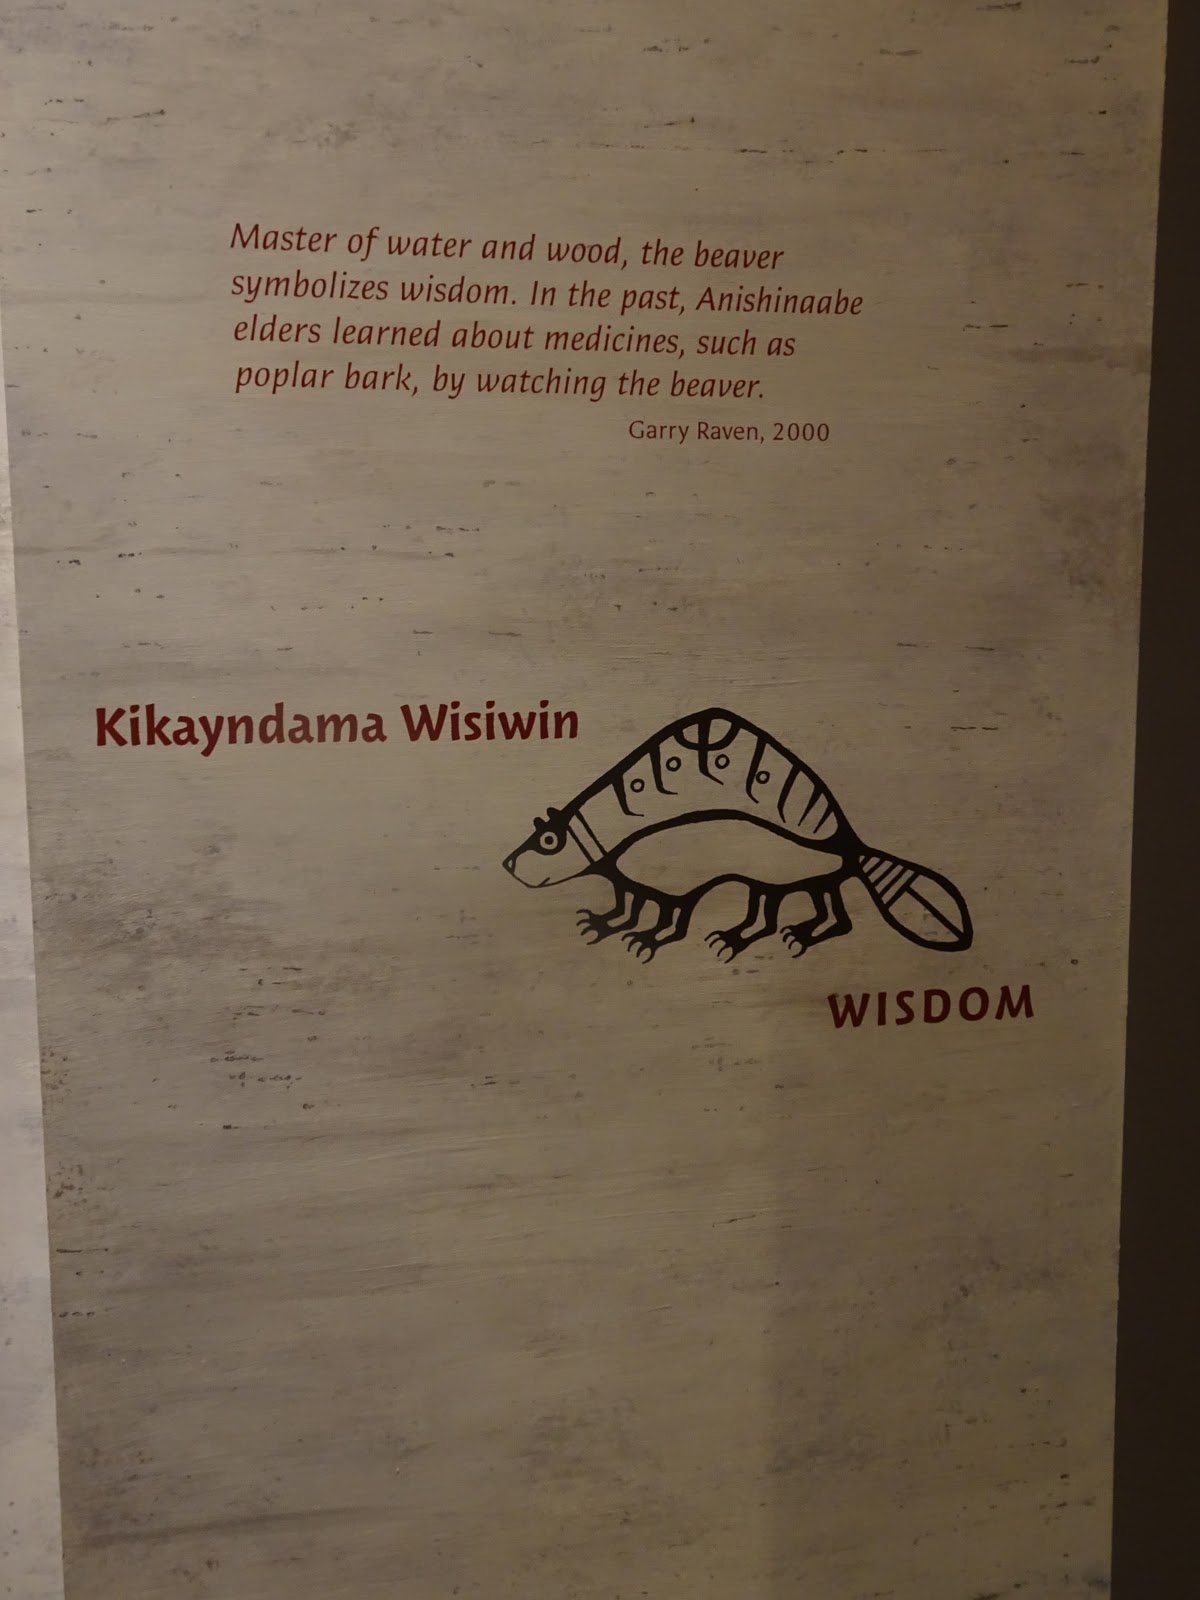 Master of water and wood, the beaver
symbolizes wisdom. In the past, Anishinaabe
elders learned about medicines, such as
poplar bark, by watching the beaver.
Garry Raven, 2000
Kikayndama Wisiwin
WISDOM